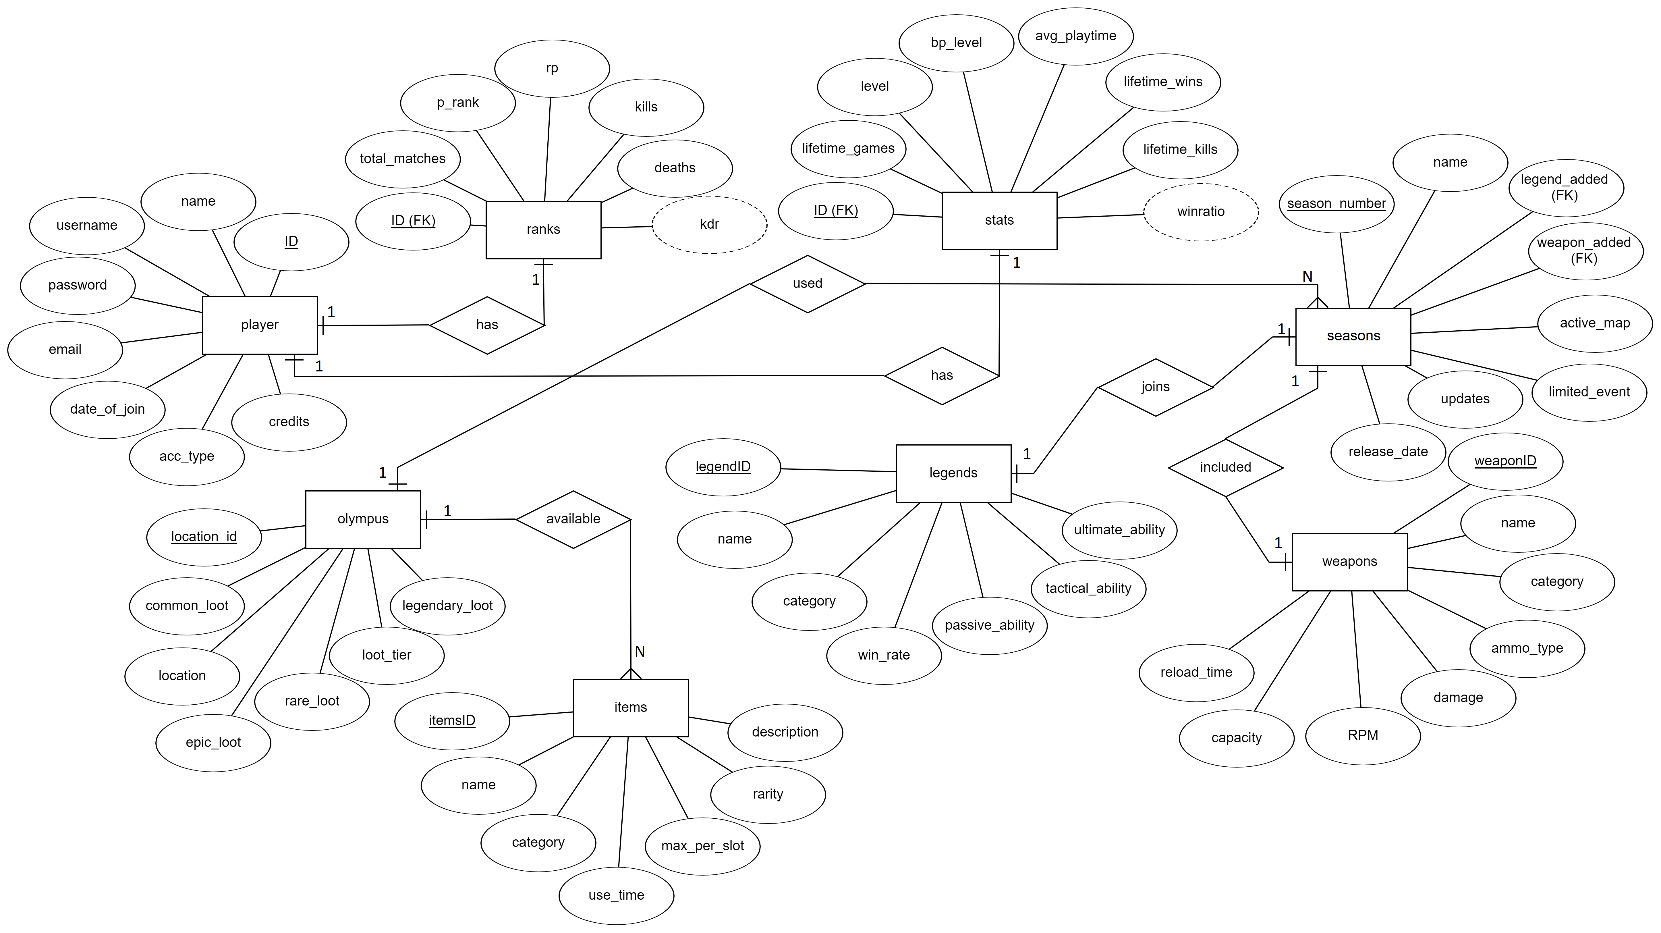 avg_playtime
bp_level
rp
lifetime_wins
level
p_rank
kills
lifetime_kills
lifetime_games
total_matches
deaths
name
legend_added
(FK)
season_number
name
username
ID (FK)
kdr
ID (FK)
winratio
stats
ranks
ID
weapon_added
(FK)
1
1
N
used
password
player
1
has
active_map
1
seasons
email
1
has
1
joins
limited_event
updates
date_of_join
credits
acc_type
release_date
1
legendID
1
legends
included
weaponID
1
olympus
available
location_id
name
ultimate_ability
name
1
weapons
category
common_loot
legendary_loot
category
tactical_ability
passive_ability
ammo_type
loot_tier
N
win_rate
reload_time
location
rare_loot
damage
itemsID
items
description
epic_loot
capacity
RPM
name
rarity
category
max_per_slot
use_time